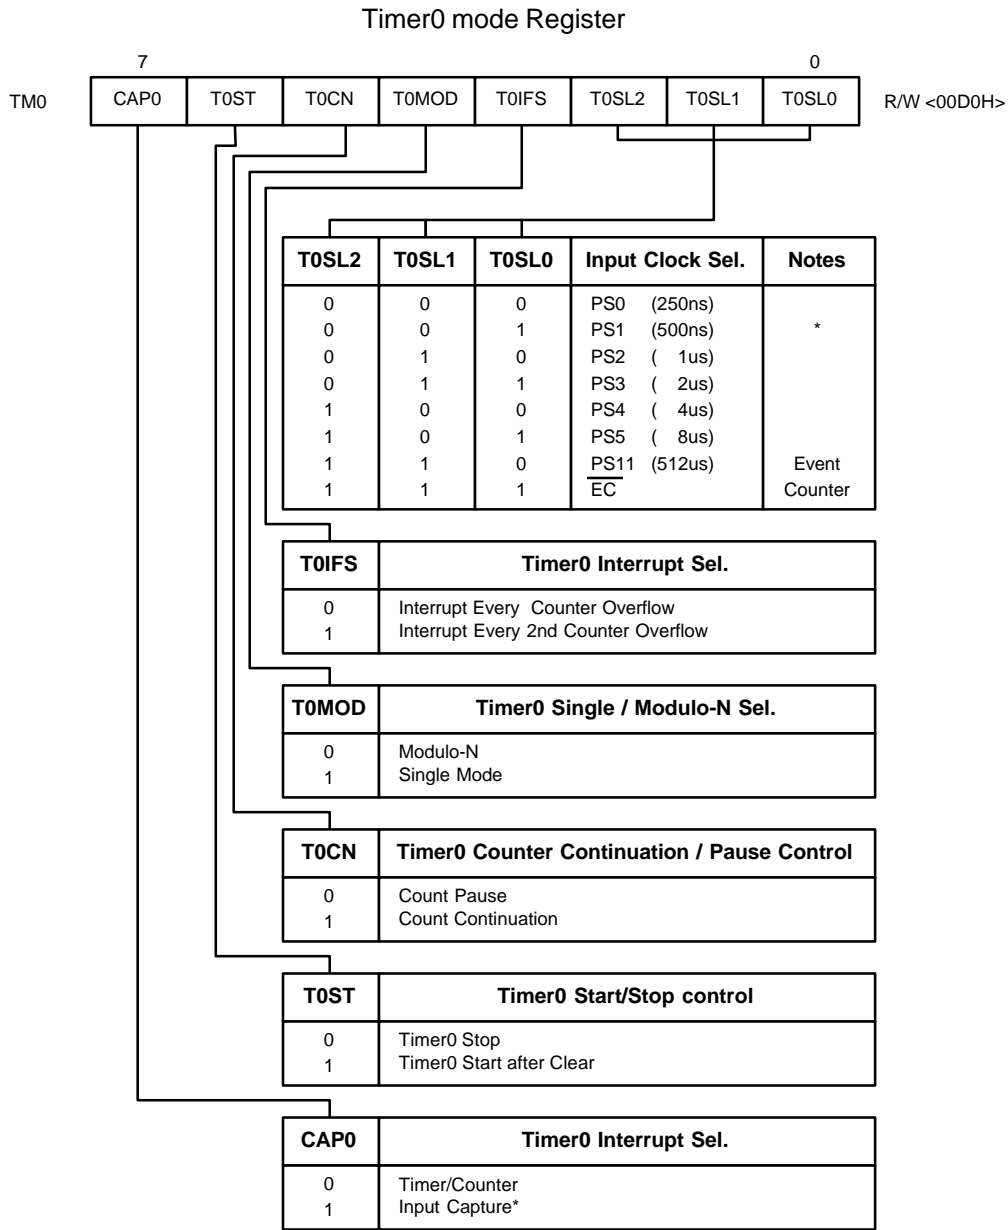 Timer0 mode Register
7 0
TM0 CAP0 T0ST T0CN T0MOD T0IFS T0SL2 T0SL1 T0SL0 R/W <00D0H>
T0SL2 T0SL1 T0SL0 Input Clock Sel. Notes
0 0 0 PS0 (250ns)
0 0 1 PS1 (500ns) *
0 1 0 PS2 ( 1us)
0 1 1 PS3 ( 2us)
1 0 0 PS4 ( 4us)
1 0 1 PS5 ( 8us)
1 1 0 PS11 (512us) Event
1 1 1 EC Counter
T0IFS Timer0 Interrupt Sel.
0 Interrupt Every Counter Overflow
1 Interrupt Every 2nd Counter Overflow
T0MOD Timer0 Single / Modulo-N Sel.
0 Modulo-N
1 Single Mode
T0CN Timer0 Counter Continuation / Pause Control
0 Count Pause
1 Count Continuation
T0ST Timer0 Start/Stop control
0 Timer0 Stop
1 Timer0 Start after Clear
CAP0 Timer0 Interrupt Sel.
0 Timer/Counter
1 Input Capture*